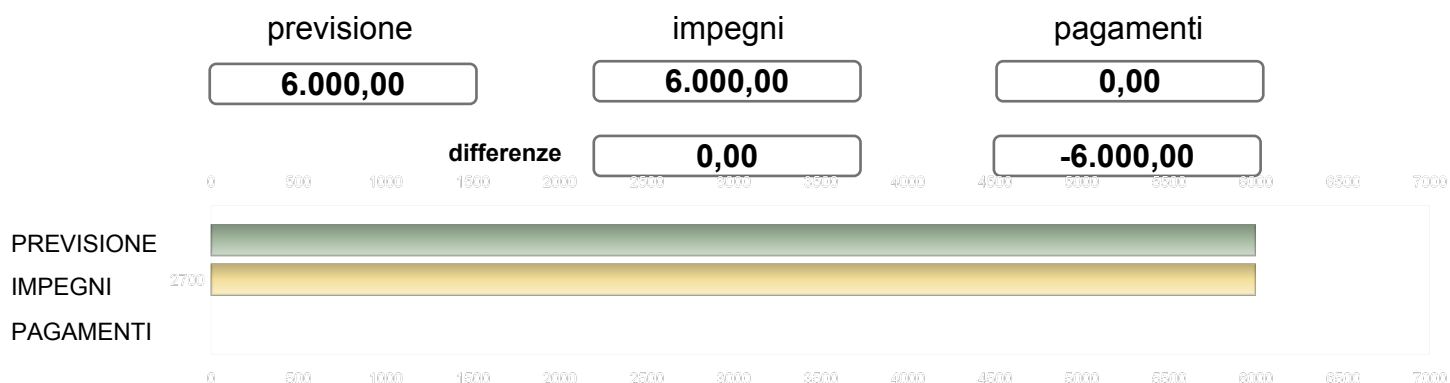 previsione impegni pagamenti
6.000,00 6.000,00 0,00
differenze 0,00 -6.000,00
0 500 1000 1500 2000 2500 3000 3500 4000 4500 5000 5500 6000 6500 7000
PREVISIONE
2700
IMPEGNI
PAGAMENTI
0 500 1000 1500 2000 2500 3000 3500 4000 4500 5000 5500 6000 6500 7000